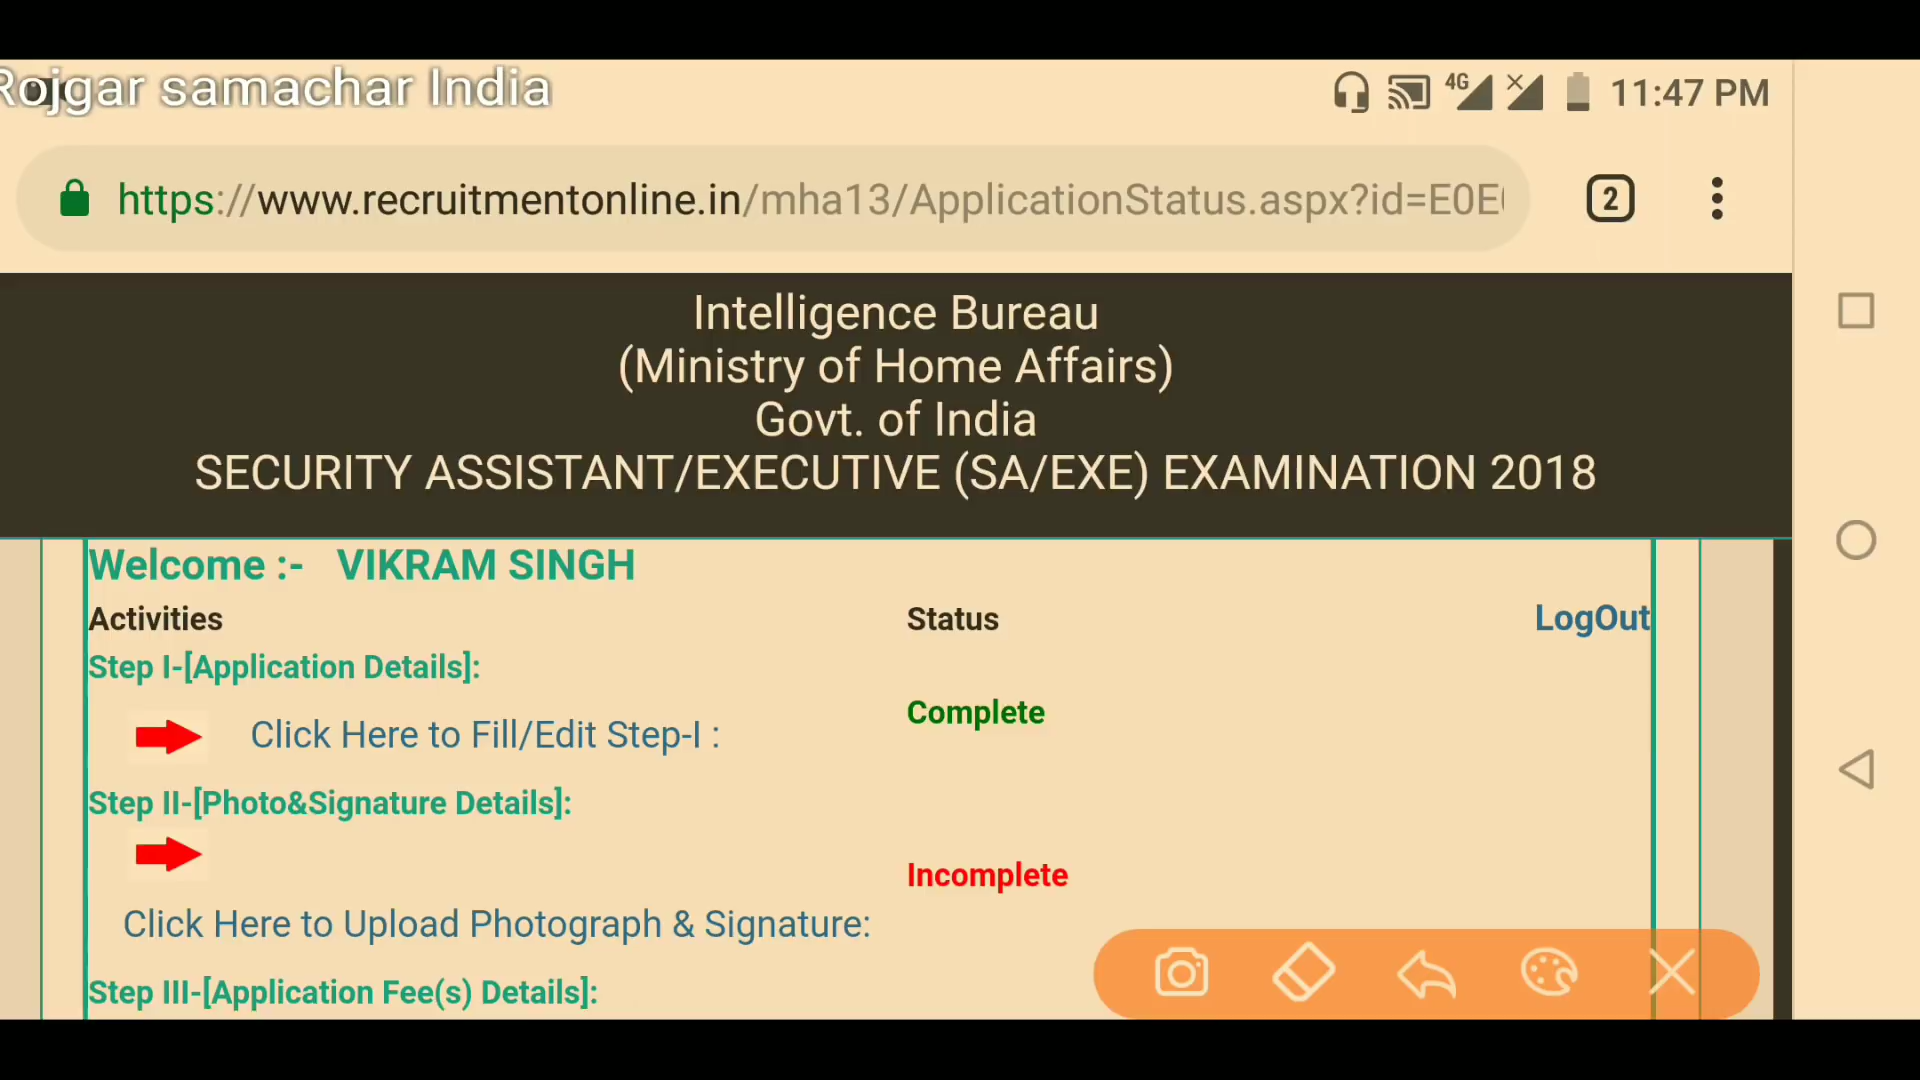 Rojgar samachar India
4G
11:47 PM
https://www.recruitmentonline.in/mha13/ApplicationStatus.aspx?id=E0E
2
Intelligence Bureau
(Ministry of Home Affairs)
Govt. of India
SECURITY ASSISTANT/EXECUTIVE (SA/EXE) EXAMINATION 2018
Welcome :- VIKRAM SINGH
Activities Status LogOut
Step I-[Application Details]:
Complete
Click Here to Fill/Edit Step-I :
Step II-[Photo&Signature Details]:
Incomplete
Click Here to Upload Photograph & Signature:
Step III-[Application Fee(s) Details]: